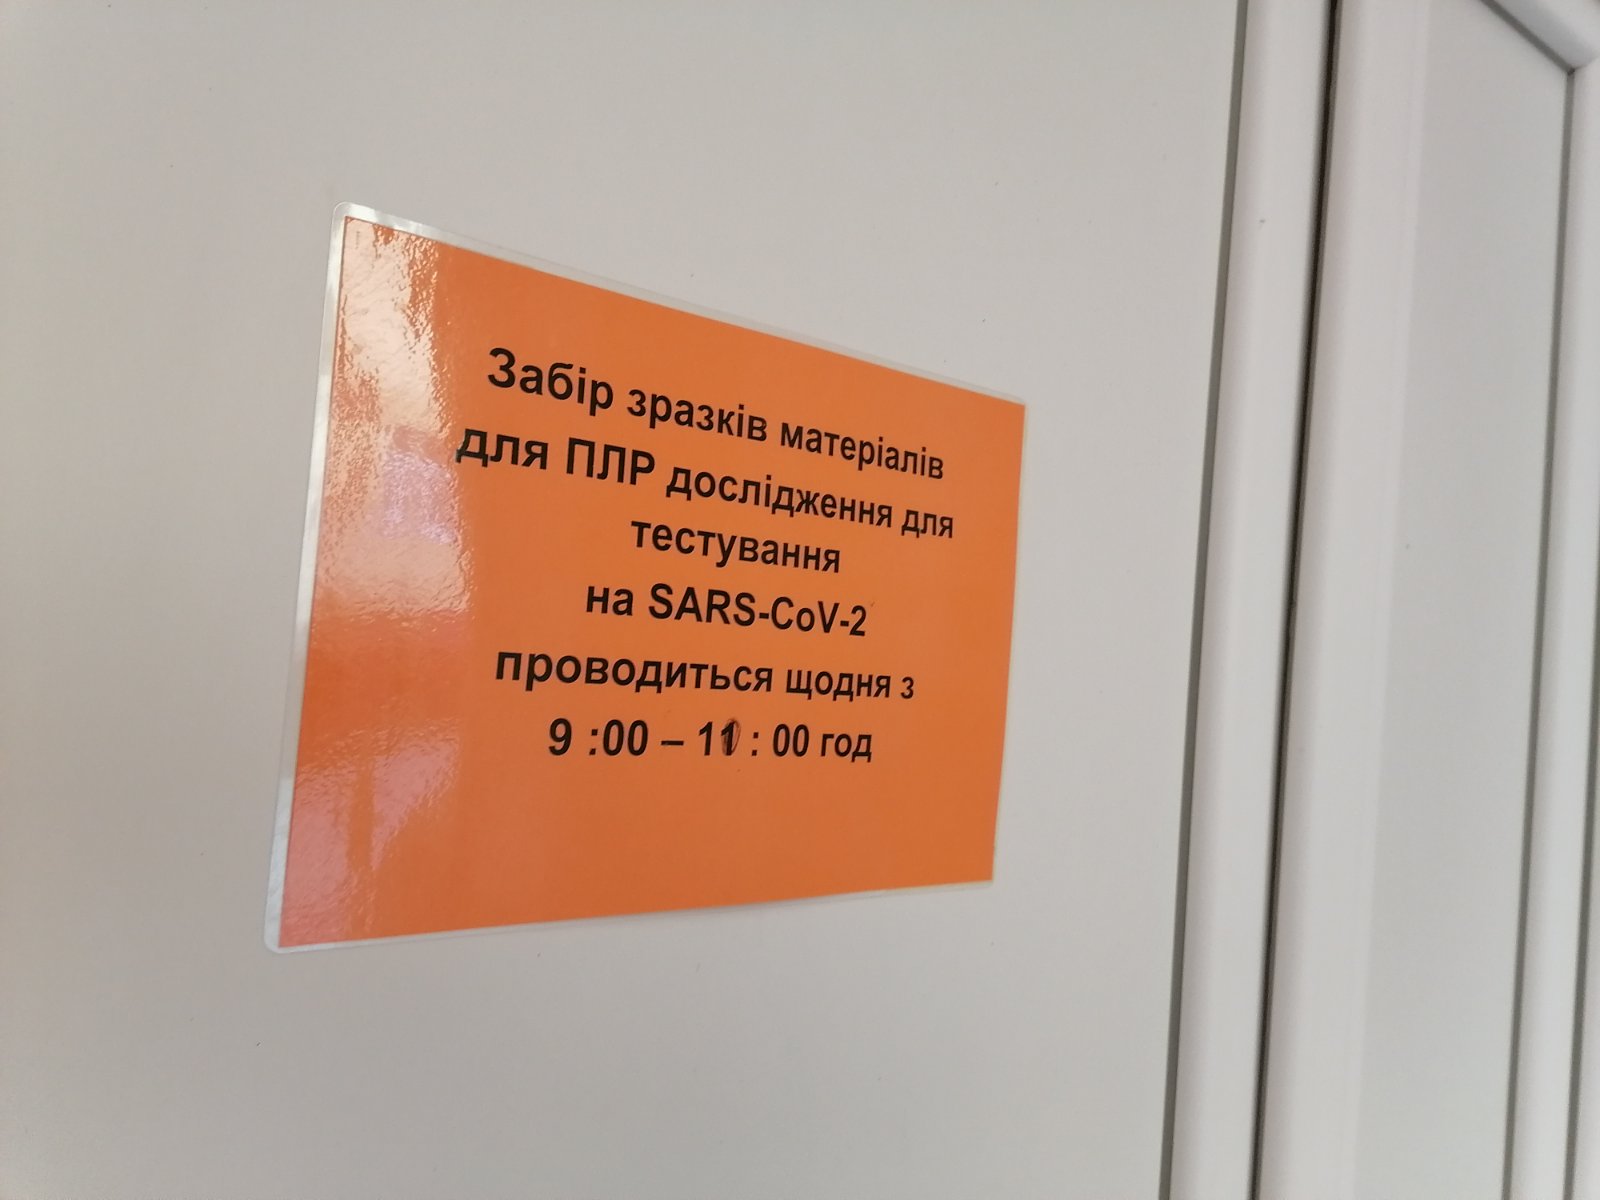 Забір зразків матеріалів
для ПЛР дослідження для
тестування
на SARS-CoV-2
проводиться щодня з
9 :00 – 11 : 00 год